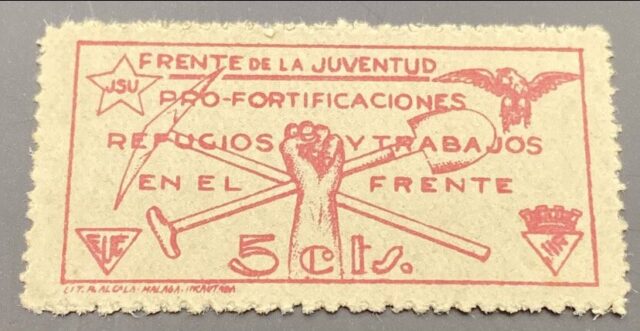 FRENTE DE LA JUVENTUD
JSU
PRO-FORTIFICACIONES
REFUGIOS Y TRABAJOS
EN EL FRENTE
5 cts.
LIT. R. ALCALA. MALAGA. INCAUTADA